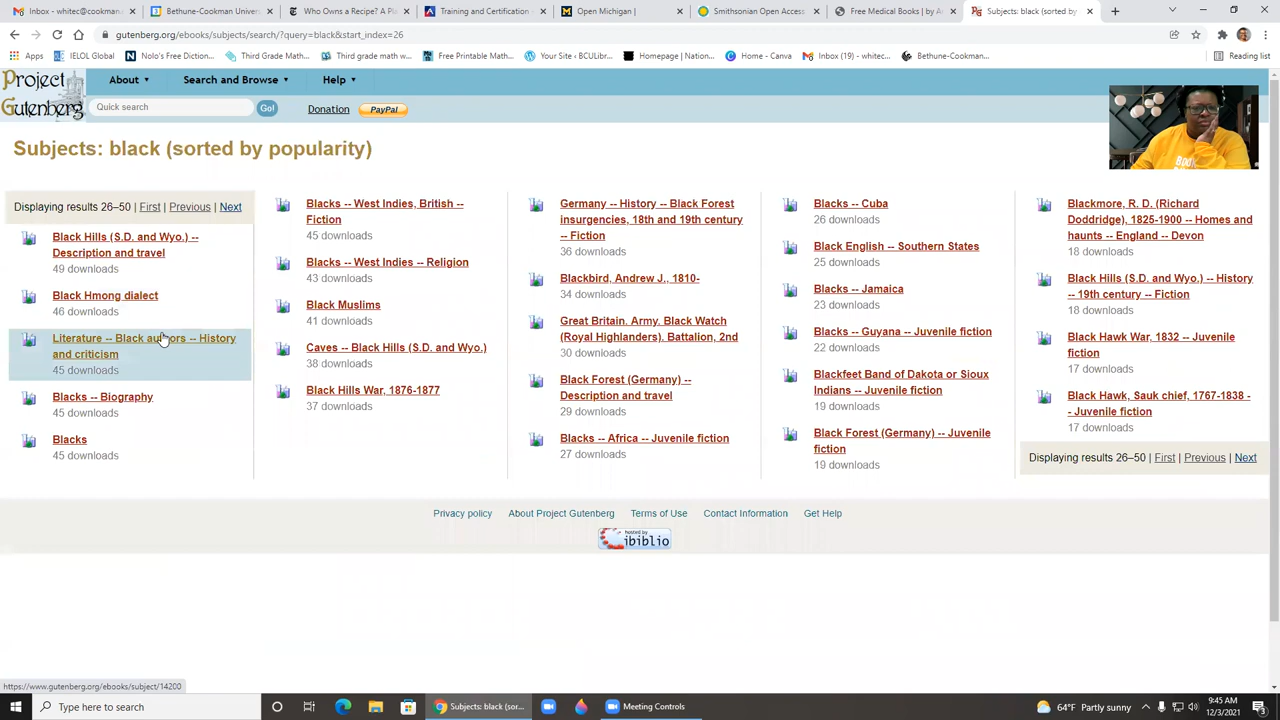 Inbox - whitec@cookman
Bethune-Cookman Univer
Who Owns a Recipe? A Pla
Training and Certification -
Open Michigan |
Smithsonian Open Access
Free Medical Books | by An
Subjects: black (sorted by
gutenberg.org/ebooks/subjects/search/?query=black&start_index=26
Apps
IELOL Global
Nolo's Free Diction...
Third Grade Math...
Third grade math w...
Free Printable Math...
Your Site ‹ BCULibr...
Homepage | Nation...
Home - Canva
Inbox (19) - whitec...
Bethune-Cookman...
Reading list
Project Gutenberg
About
Search and Browse
Help
Quick search
Go!
Donation
PayPal
Subjects: black (sorted by popularity)
Displaying results 26–50 | First | Previous | Next
Black Hills (S.D. and Wyo.) --
Description and travel
49 downloads
Black Hmong dialect
46 downloads
Literature -- Black authors -- History
and criticism
45 downloads
Blacks -- Biography
45 downloads
Blacks
45 downloads
Blacks -- West Indies, British --
Fiction
45 downloads
Blacks -- West Indies -- Religion
43 downloads
Black Muslims
41 downloads
Caves -- Black Hills (S.D. and Wyo.)
38 downloads
Black Hills War, 1876-1877
37 downloads
Germany -- History -- Black Forest
insurgencies, 18th and 19th century
-- Fiction
36 downloads
Blackbird, Andrew J., 1810-
34 downloads
Great Britain. Army. Black Watch
(Royal Highlanders). Battalion, 2nd
30 downloads
Black Forest (Germany) --
Description and travel
29 downloads
Blacks -- Africa -- Juvenile fiction
27 downloads
Blacks -- Cuba
26 downloads
Black English -- Southern States
25 downloads
Blacks -- Jamaica
23 downloads
Blacks -- Guyana -- Juvenile fiction
22 downloads
Blackfeet Band of Dakota or Sioux
Indians -- Juvenile fiction
19 downloads
Black Forest (Germany) -- Juvenile
fiction
19 downloads
Blackmore, R. D. (Richard
Doddridge), 1825-1900 -- Homes and
haunts -- England -- Devon
18 downloads
Black Hills (S.D. and Wyo.) -- History
-- 19th century -- Fiction
18 downloads
Black Hawk War, 1832 -- Juvenile
fiction
17 downloads
Black Hawk, Sauk chief, 1767-1838 -
- Juvenile fiction
17 downloads
Displaying results 26–50 | First | Previous | Next
Privacy policy
About Project Gutenberg
Terms of Use
Contact Information
Get Help
hosted by
ibiblio
https://www.gutenberg.org/ebooks/subject/14200
Type here to search
Subjects: black (sor...
Meeting Controls
64°F Partly sunny
9:45 AM
12/3/2021